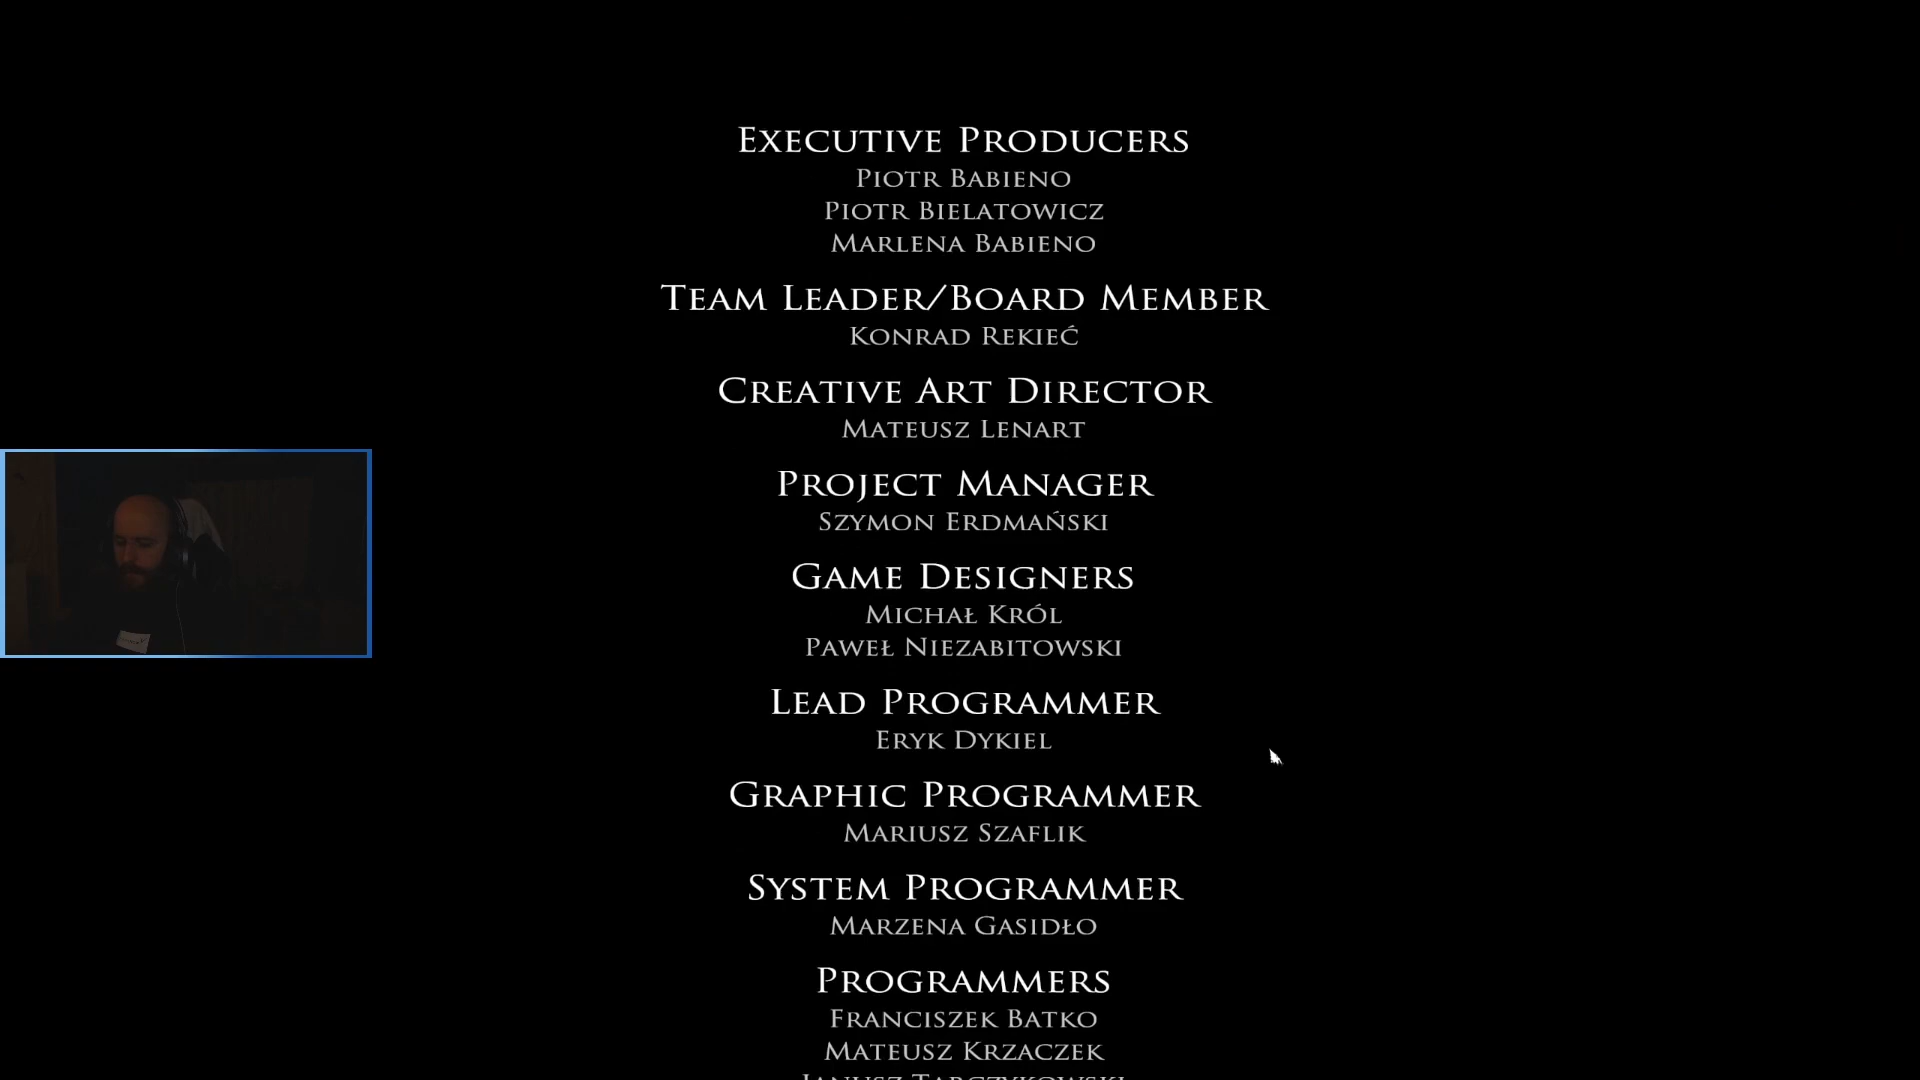 Executive Producers
Piotr Babieno
Piotr Bielatowicz
Marlena Babieno
Team Leader/Board Member
Konrad Rekieć
Creative Art Director
Mateusz Lenart
Project Manager
Szymon Erdmański
Game Designers
Michał Król
Paweł Niezabitowski
Lead Programmer
Eryk Dykiel
Graphic Programmer
Mariusz Szaflik
System Programmer
Marzena Gasidło
Programmers
Franciszek Batko
Mateusz Krzaczek
Janusz Tarczykowski